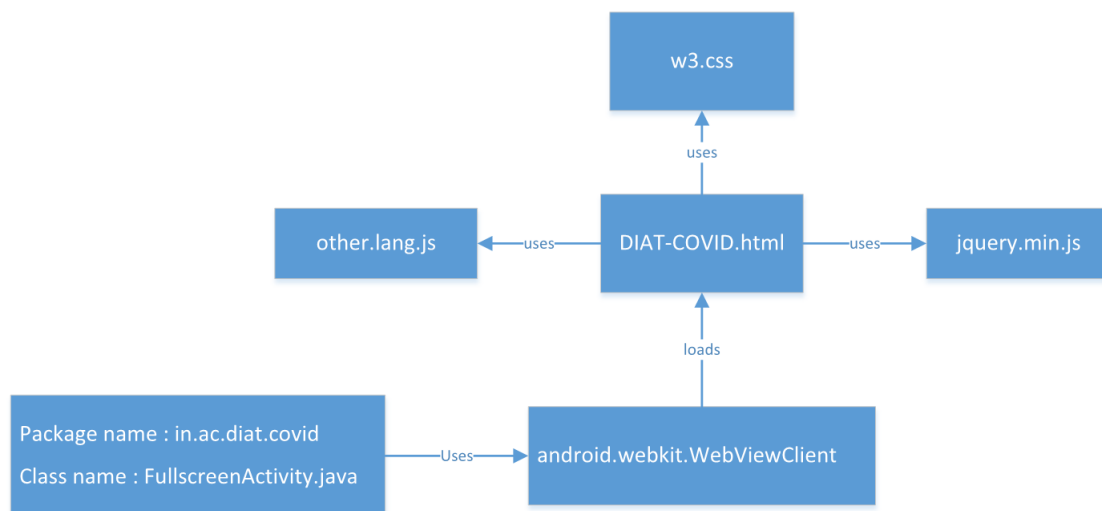 w3.css
uses
other.lang.js
uses
DIAT-COVID.html
uses
jquery.min.js
loads
Package name : in.ac.diat.covid
Class name : FullscreenActivity.java
Uses
android.webkit.WebViewClient